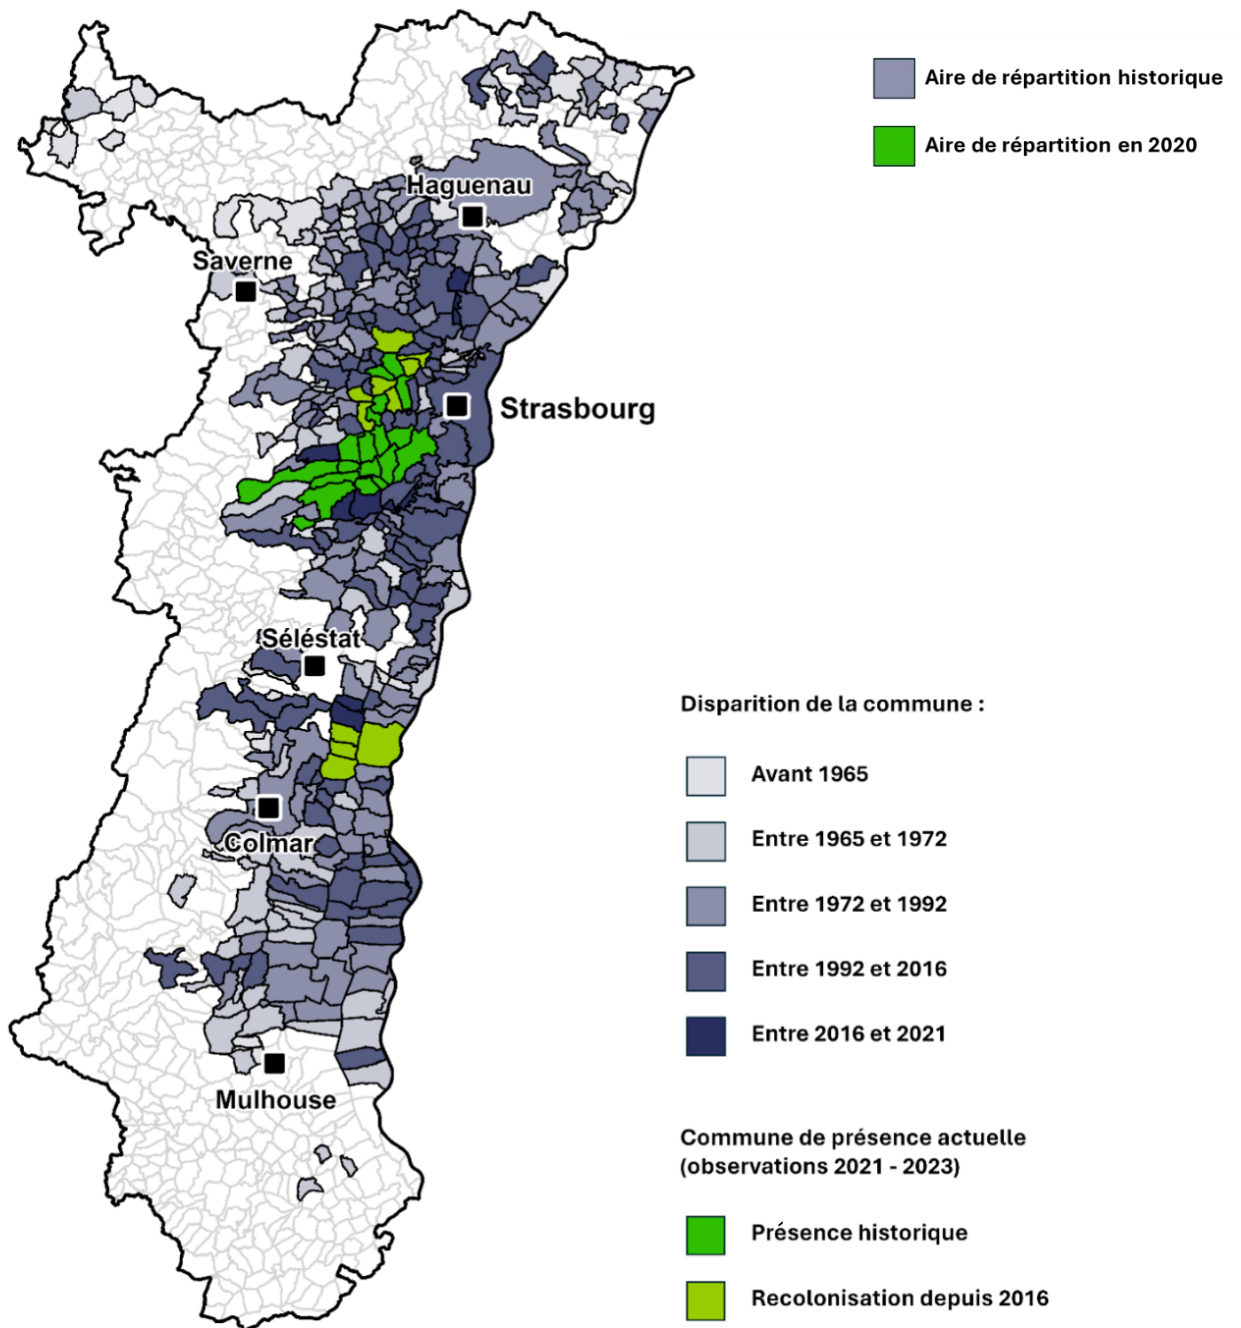 Aire de répartition historique
Aire de répartition en 2020
Haguenau
Saverne
Strasbourg
Séléstat
Colmar
Mulhouse
Disparition de la commune :
Avant 1965
Entre 1965 et 1972
Entre 1972 et 1992
Entre 1992 et 2016
Entre 2016 et 2021
Commune de présence actuelle
(observations 2021 - 2023)
Présence historique
Recolonisation depuis 2016